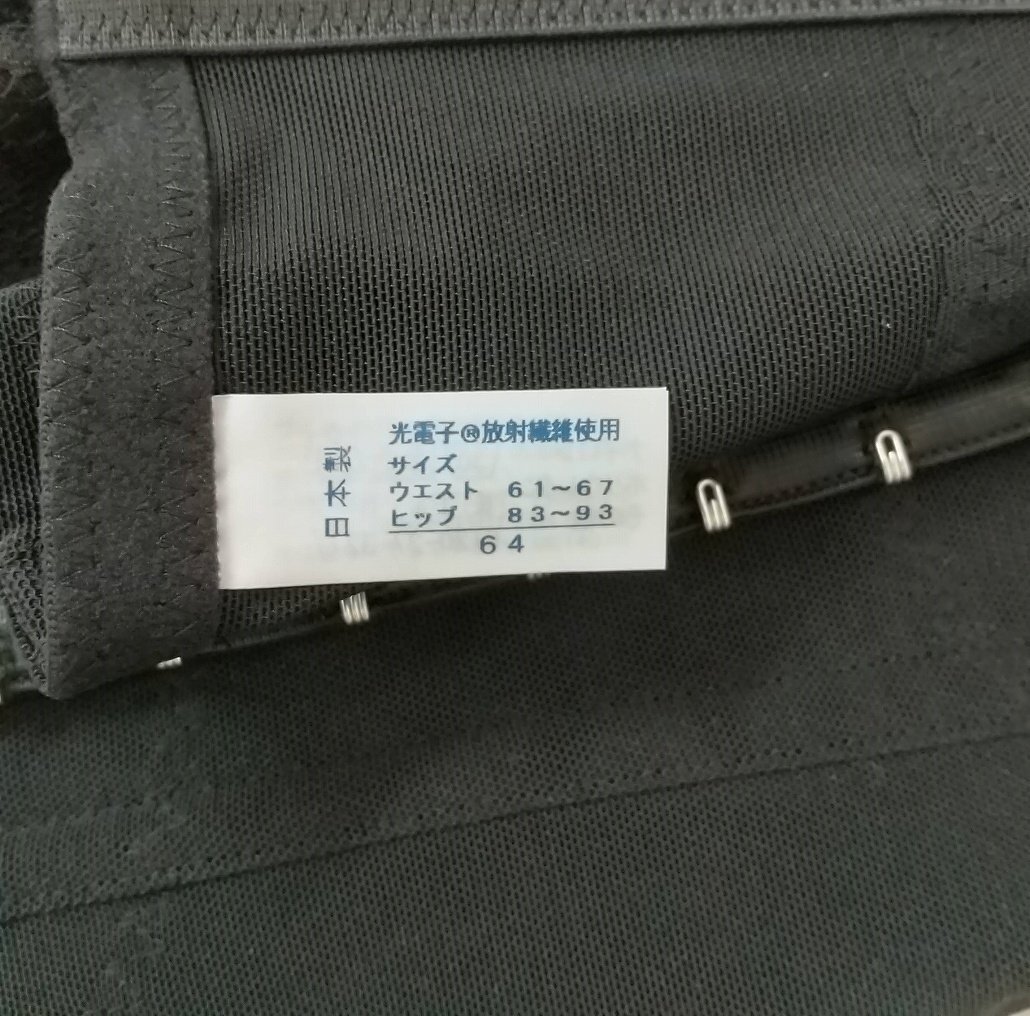 光電子®放射繊維使用
サイズ
ウエスト 61～67
ヒップ 83～93
64
日本製